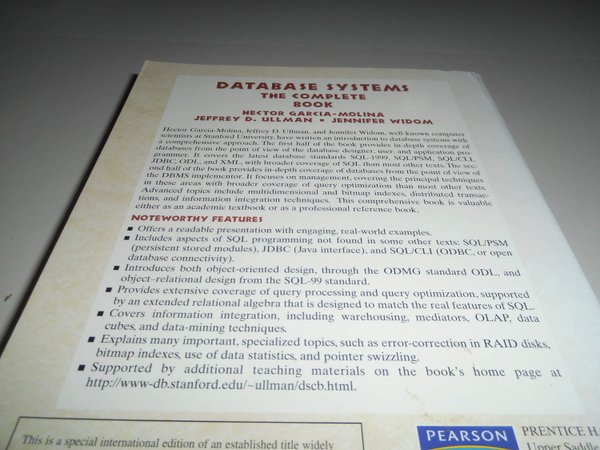 DATABASE SYSTEMS
THE COMPLETE
BOOK
HECTOR GARCIA-MOLINA
JEFFREY D. ULLMAN • JENNIFER WIDOM
Hector Garcia-Molina, Jeffrey D. Ullman, and Jennifer Widom, well-known computer
scientists at Stanford University, have written an introduction to database systems with
a comprehensive approach. The first half of the book provides in-depth coverage of
databases from the point of view of the database designer, user, and application pro-
grammer. It covers the latest database standards SQL:1999, SQL/PSM, SQL/CLI,
JDBC, ODL, and XML, with broader coverage of SQL than most other texts. The sec-
ond half of the book provides in-depth coverage of databases from the point of view of
the DBMS implementor. It focuses on management, covering the principal techniques
in these areas with broader coverage of query optimization than most other texts.
Advanced topics include multidimensional and bitmap indexes, distributed transac-
tions, and information integration techniques. This comprehensive book is valuable
either as an academic textbook or as a professional reference book.
NOTEWORTHY FEATURES
■ Offers a readable presentation with engaging, real-world examples.
■ Includes aspects of SQL programming not found in some other texts: SQL/PSM
(persistent stored modules), JDBC (Java interface), and SQL/CLI (ODBC, or open
database connectivity).
■ Introduces both object-oriented design, through the ODMG standard ODL, and
object–relational design from the SQL-99 standard.
■ Provides extensive coverage of query processing and query optimization, supported
by an extended relational algebra that is designed to match the real features of SQL.
■ Covers information integration, including warehousing, mediators, OLAP, data
cubes, and data-mining techniques.
■ Explains many important, specialized topics, such as error-correction in RAID disks,
bitmap indexes, use of data statistics, and pointer swizzling.
■ Supported by additional teaching materials on the book's home page at
http://www-db.stanford.edu/~ullman/dscb.html.
This is a special international edition of an established title widely
PEARSON
PRENTICE HA
Upper Saddle